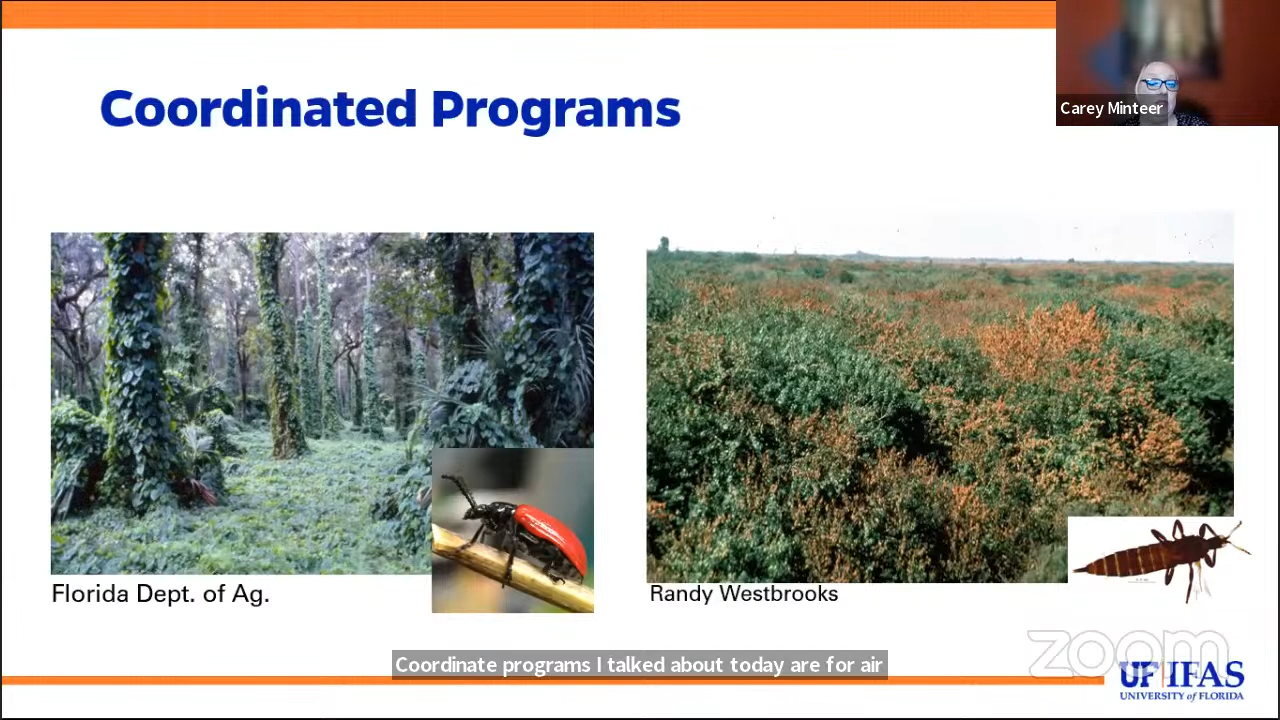 Coordinated Programs
Carey Minteer
Florida Dept. of Ag.
Randy Westbrooks
Coordinate programs I talked about today are for air
zoom
UF|IFAS
UNIVERSITY of FLORIDA